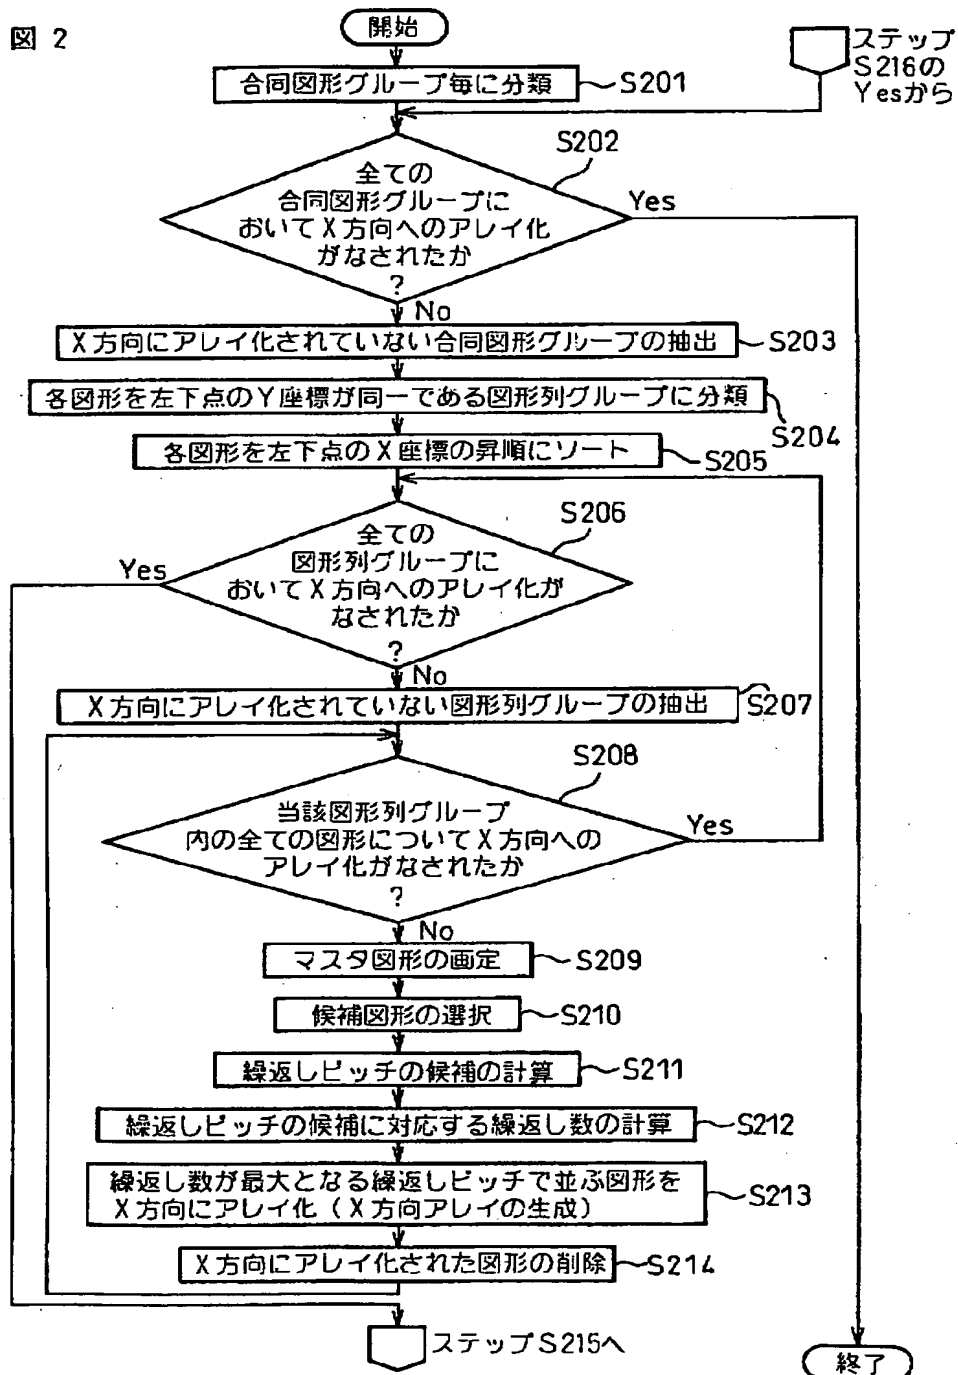 図 2
開始
ステップ
S216の
Yesから
合同図形グループ毎に分類
S201
S202
全ての
合同図形グループに
おいてX方向へのアレイ化
がなされたか
?
Yes
No
X方向にアレイ化されていない合同図形グループの抽出
S203
各図形を左下点のY座標が同一である図形列グループに分類
S204
各図形を左下点のX座標の昇順にソート
S205
S206
全ての
図形列グループに
おいてX方向へのアレイ化が
なされたか
?
Yes
No
X方向にアレイ化されていない図形列グループの抽出
S207
S208
当該図形列グループ
内の全ての図形についてX方向への
アレイ化がなされたか
?
Yes
No
マスタ図形の画定
S209
候補図形の選択
S210
繰返しピッチの候補の計算
S211
繰返しピッチの候補に対応する繰返し数の計算
S212
繰返し数が最大となる繰返しピッチで並ぶ図形を
X方向にアレイ化(X方向アレイの生成)
S213
X方向にアレイ化された図形の削除
S214
ステップS215へ
終了